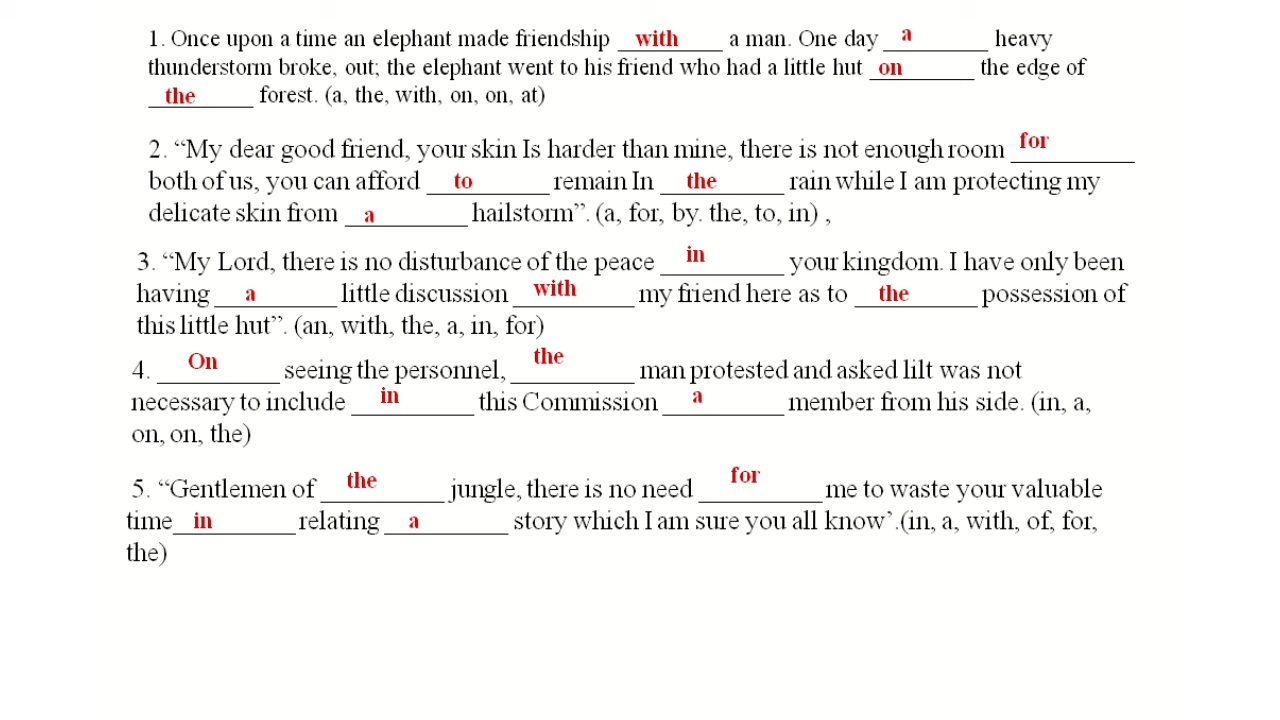 1. Once upon a time an elephant made friendship with a man. One day a heavy
thunderstorm broke, out; the elephant went to his friend who had a little hut on the edge of
the forest. (a, the, with, on, on, at)
2. “My dear good friend, your skin Is harder than mine, there is not enough room for
both of us, you can afford to remain In the rain while I am protecting my
delicate skin from a hailstorm”. (a, for, by. the, to, in) ,
3. “My Lord, there is no disturbance of the peace in your kingdom. I have only been
having a little discussion with my friend here as to the possession of
this little hut”. (an, with, the, a, in, for)
4. On seeing the personnel, the man protested and asked lilt was not
necessary to include in this Commission a member from his side. (in, a,
on, on, the)
5. “Gentlemen of the jungle, there is no need for me to waste your valuable
time in relating a story which I am sure you all know’.(in, a, with, of, for,
the)